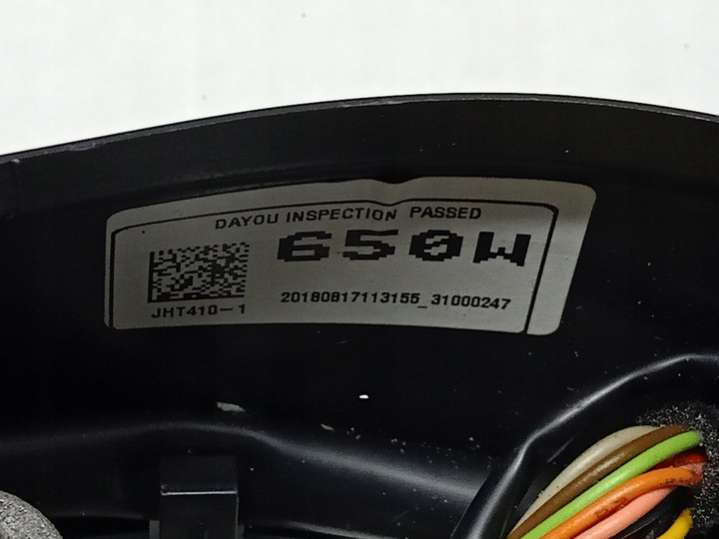 DAYOU INSPECTION PASSED
650W
JHT410-1
20180817113155_31000247